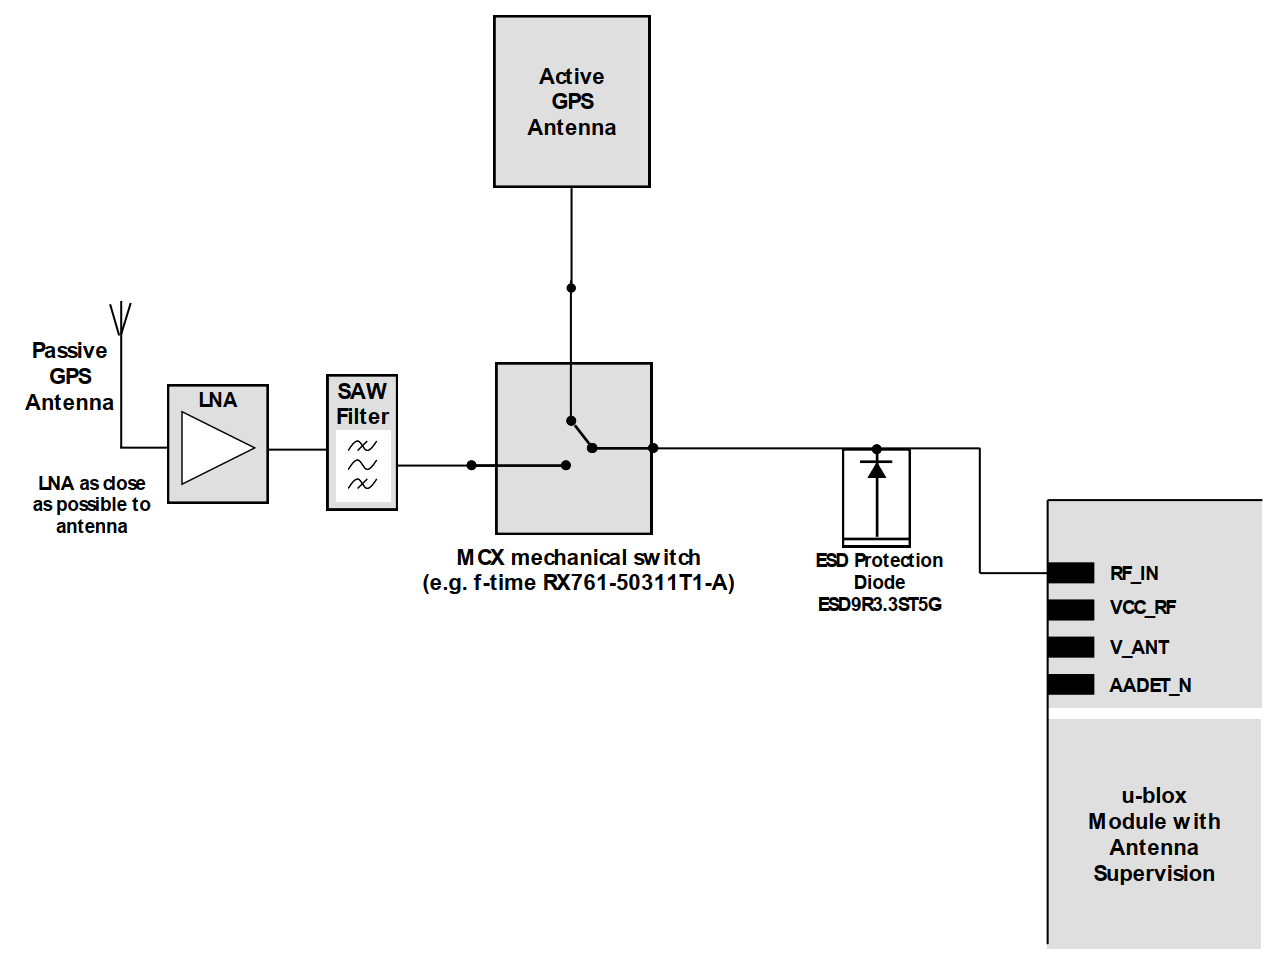 Active
GPS
Antenna
Passive
GPS
Antenna
LNA
SAW
Filter
LNA as close
as possible to
antenna
MCX mechanical switch
(e.g. f-time RX761-50311T1-A)
ESD Protection
Diode
ESD9R3.3ST5G
RF_IN
VCC_RF
V_ANT
AADET_N
u-blox
Module with
Antenna
Supervision